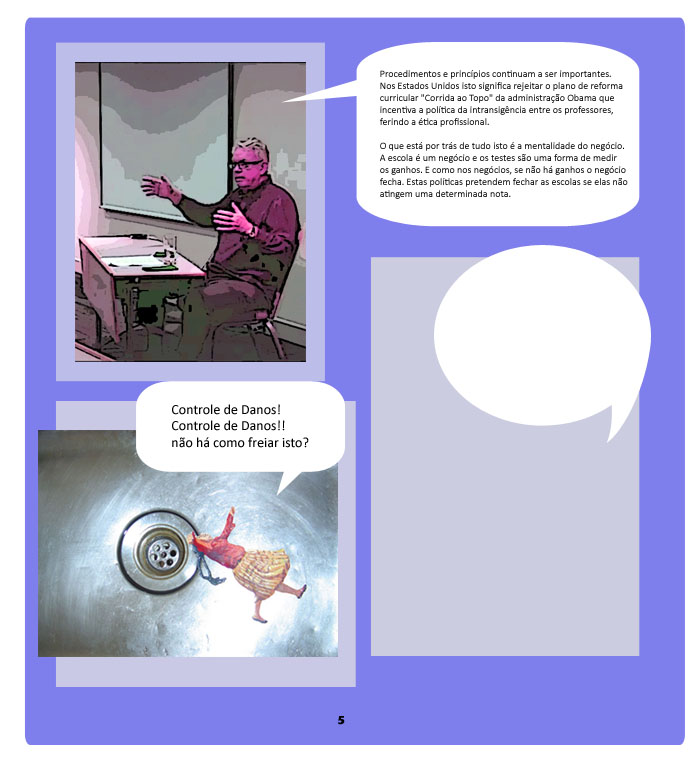 Procedimentos e princípios continuam a ser importantes.
Nos Estados Unidos isto significa rejeitar o plano de reforma
curricular "Corrida ao Topo" da administração Obama que
incentiva a política da intransigência entre os professores,
ferindo a ética profissional.
O que está por trás de tudo isto é a mentalidade do negócio.
A escola é um negócio e os testes são uma forma de medir
os ganhos. E como nos negócios, se não há ganhos o negócio
fecha. Estas políticas pretendem fechar as escolas se elas não
atingem uma determinada nota.
Controle de Danos!
Controle de Danos!!
não há como freiar isto?
5